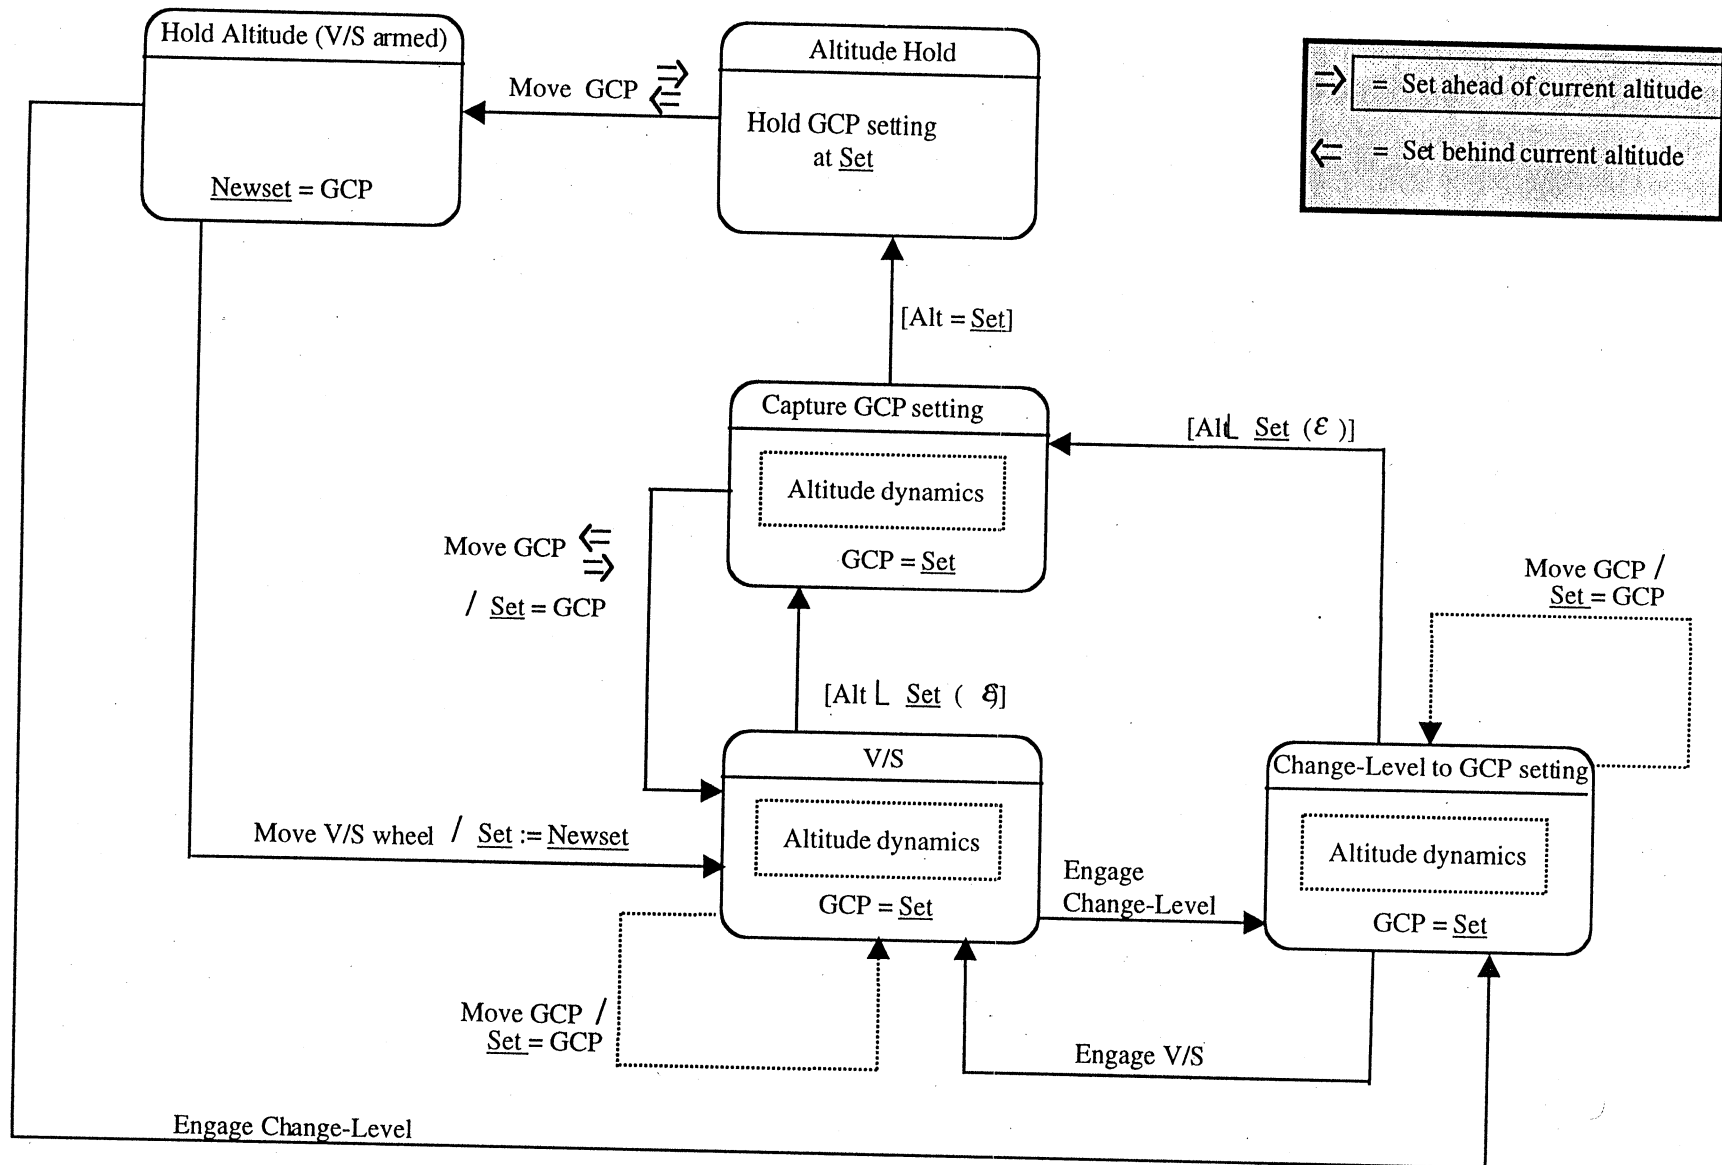 Hold Altitude (V/S armed)
Newset = GCP
Move GCP ⇒
⇐
Altitude Hold
Hold GCP setting
at Set
⇒ = Set ahead of current altitude
⇐ = Set behind current altitude
[Alt = Set]
Capture GCP setting
Altitude dynamics
GCP = Set
[Alt L Set (ε)]
Move GCP ⇐
⇒
/ Set = GCP
Move GCP /
Set = GCP
[Alt L Set ( ε)]
V/S
Altitude dynamics
GCP = Set
Change-Level to GCP setting
Altitude dynamics
GCP = Set
Move V/S wheel / Set := Newset
Engage
Change-Level
Move GCP /
Set = GCP
Engage V/S
Engage Change-Level